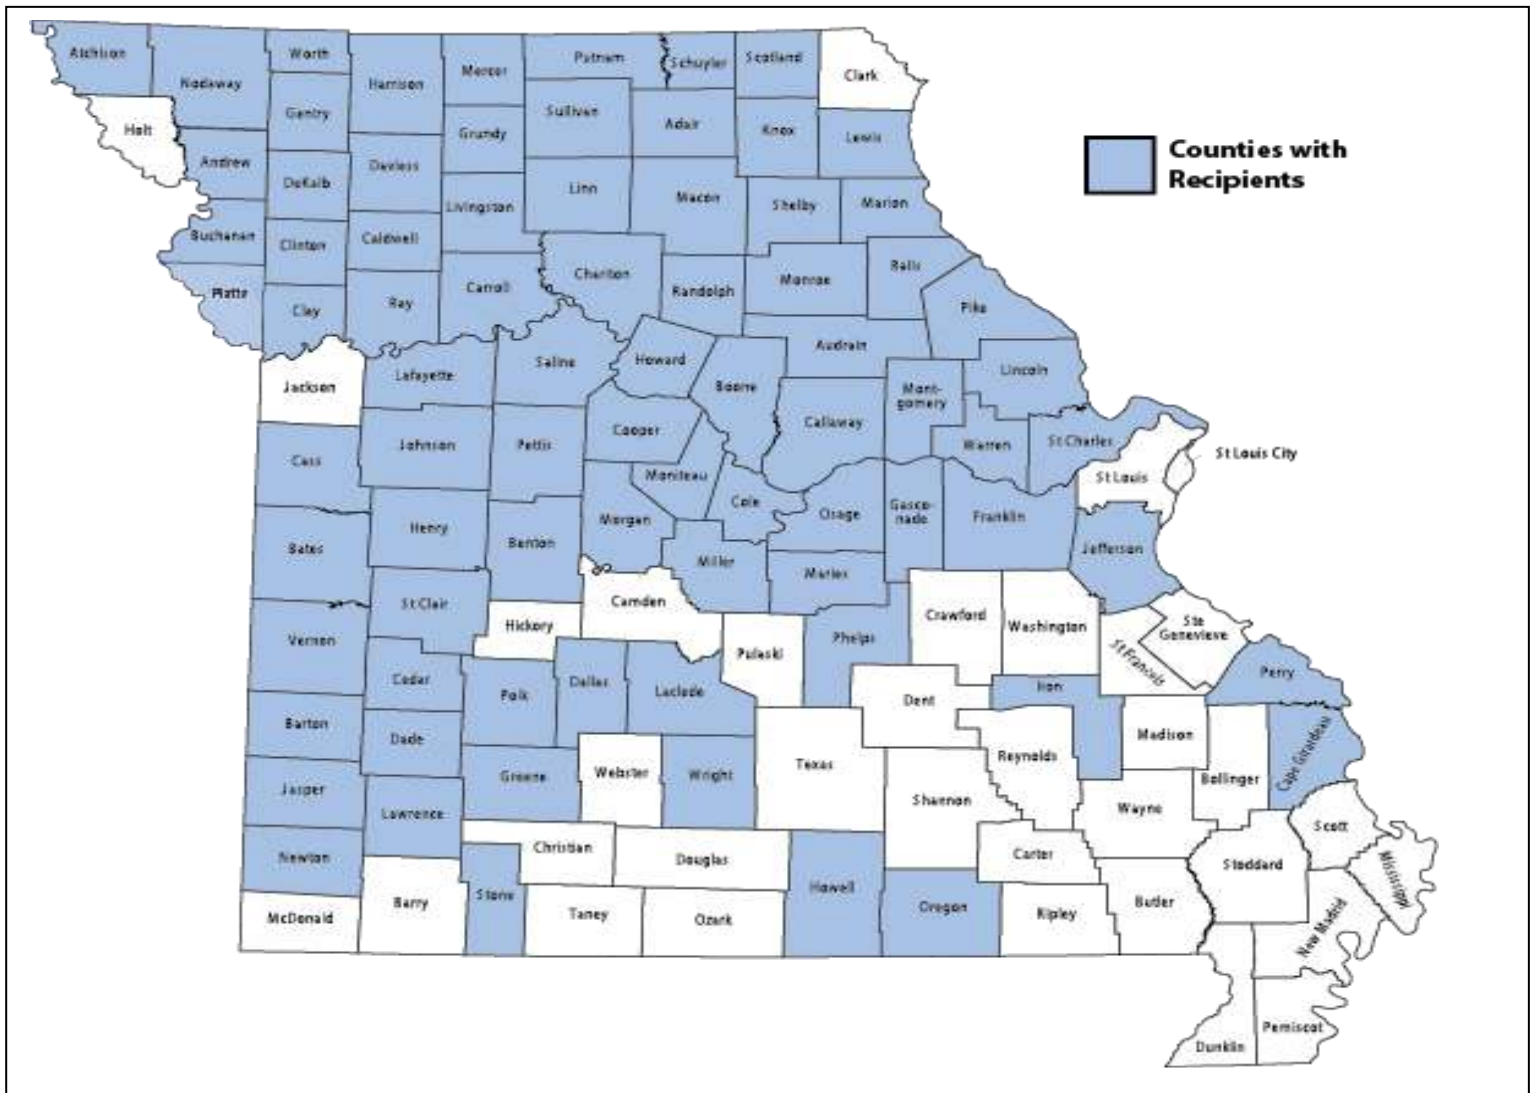 Atchison
Nodaway
Worth
Harrison
Mercer
Putnam
Schuyler
Scotland
Clark
Holt
Gentry
Sullivan
Adair
Knox
Lewis
Andrew
DeKalb
Daviess
Grundy
Linn
Macon
Shelby
Marion
Livingston
Buchanan
Clinton
Caldwell
Carroll
Chariton
Randolph
Monroe
Ralls
Pike
Platte
Clay
Ray
Jackson
Lafayette
Saline
Howard
Boone
Audrain
Mont-
gomery
Lincoln
Cass
Johnson
Pettis
Cooper
Callaway
Warren
St Charles
St Louis
St Louis City
Moniteau
Cole
Osage
Gasco-
nade
Franklin
Jefferson
Bates
Henry
Benton
Morgan
Miller
Maries
St Clair
Hickory
Camden
Vernon
Cedar
Polk
Dallas
Laclede
Pulaski
Phelps
Crawford
Washington
St Francois
Ste
Genevieve
Perry
Barton
Dade
Dent
Iron
Madison
Bollinger
Cape Girardeau
Jasper
Greene
Webster
Wright
Texas
Reynolds
Shannon
Wayne
Scott
Lawrence
Christian
Douglas
Carter
Stoddard
Mississippi
Newton
Barry
Stone
Taney
Ozark
Howell
Oregon
Ripley
Butler
New Madrid
McDonald
Dunklin
Pemiscot
Counties with
Recipients